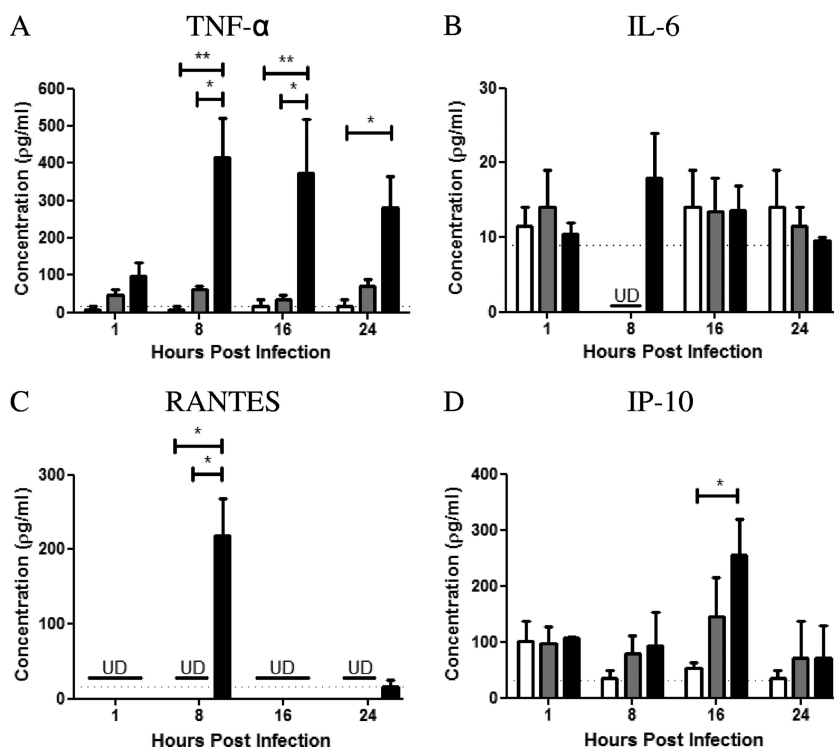 A TNF-α
** ** * * *
600
500
400
300
200
100
0
Concentration (ρg/ml)
1 8 16 24
Hours Post Infection
B IL-6
30
20
10
0
Concentration (ρg/ml)
UD
1 8 16 24
Hours Post Infection
C RANTES
*
*
300
200
100
0
Concentration (ρg/ml)
UD UD UD UD
1 8 16 24
Hours Post Infection
D IP-10
*
400
300
200
100
0
Concentration (ρg/ml)
1 8 16 24
Hours Post Infection